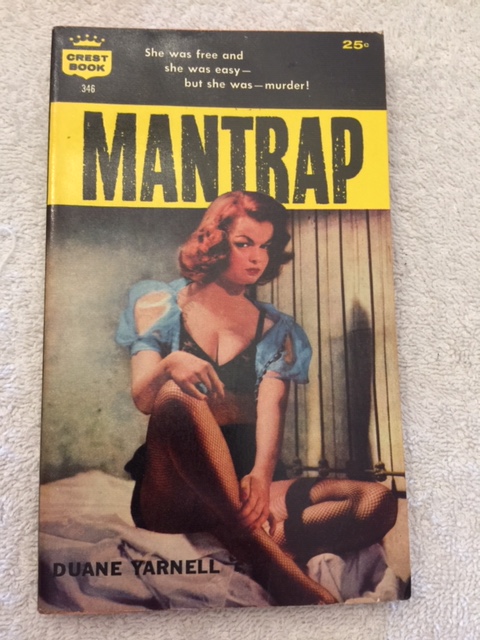 CREST
BOOK
346
She was free and
she was easy—
but she was—murder!
25¢
MANTRAP
DUANE YARNELL